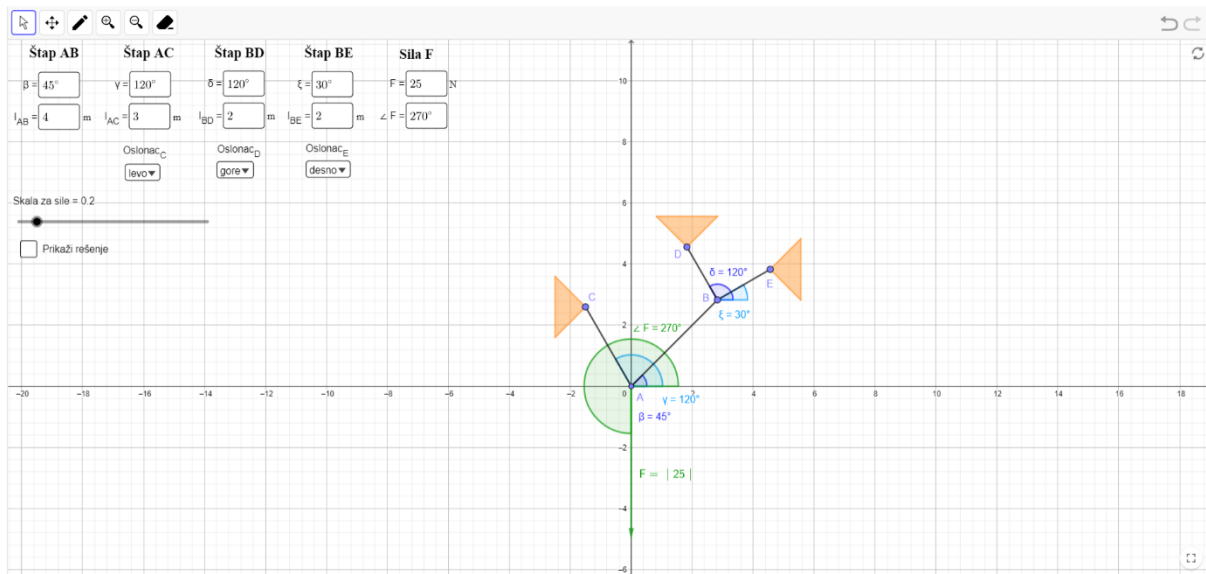 Štap AB Štap AC Štap BD Štap BE Sila F
β = 45° γ = 120° δ = 120° ξ = 30° F = 25 N
l_AB = 4 m l_AC = 3 m l_BD = 2 m l_BE = 2 m ∠ F = 270°
Oslonac_C Oslonac_D Oslonac_E
levo gore desno
Skala za sile = 0.2
Prikaži rešenje
10
8
6
D
4
δ = 120°
E
C
B
ξ = 30°
2
∠ F = 270°
−20 −18 −16 −14 −12 −10 −8 −6 −4 −2 0 2 4 6 8 10 12 14 16 18
A
γ = 120°
β = 45°
−2
F = | 25 |
−4
−6